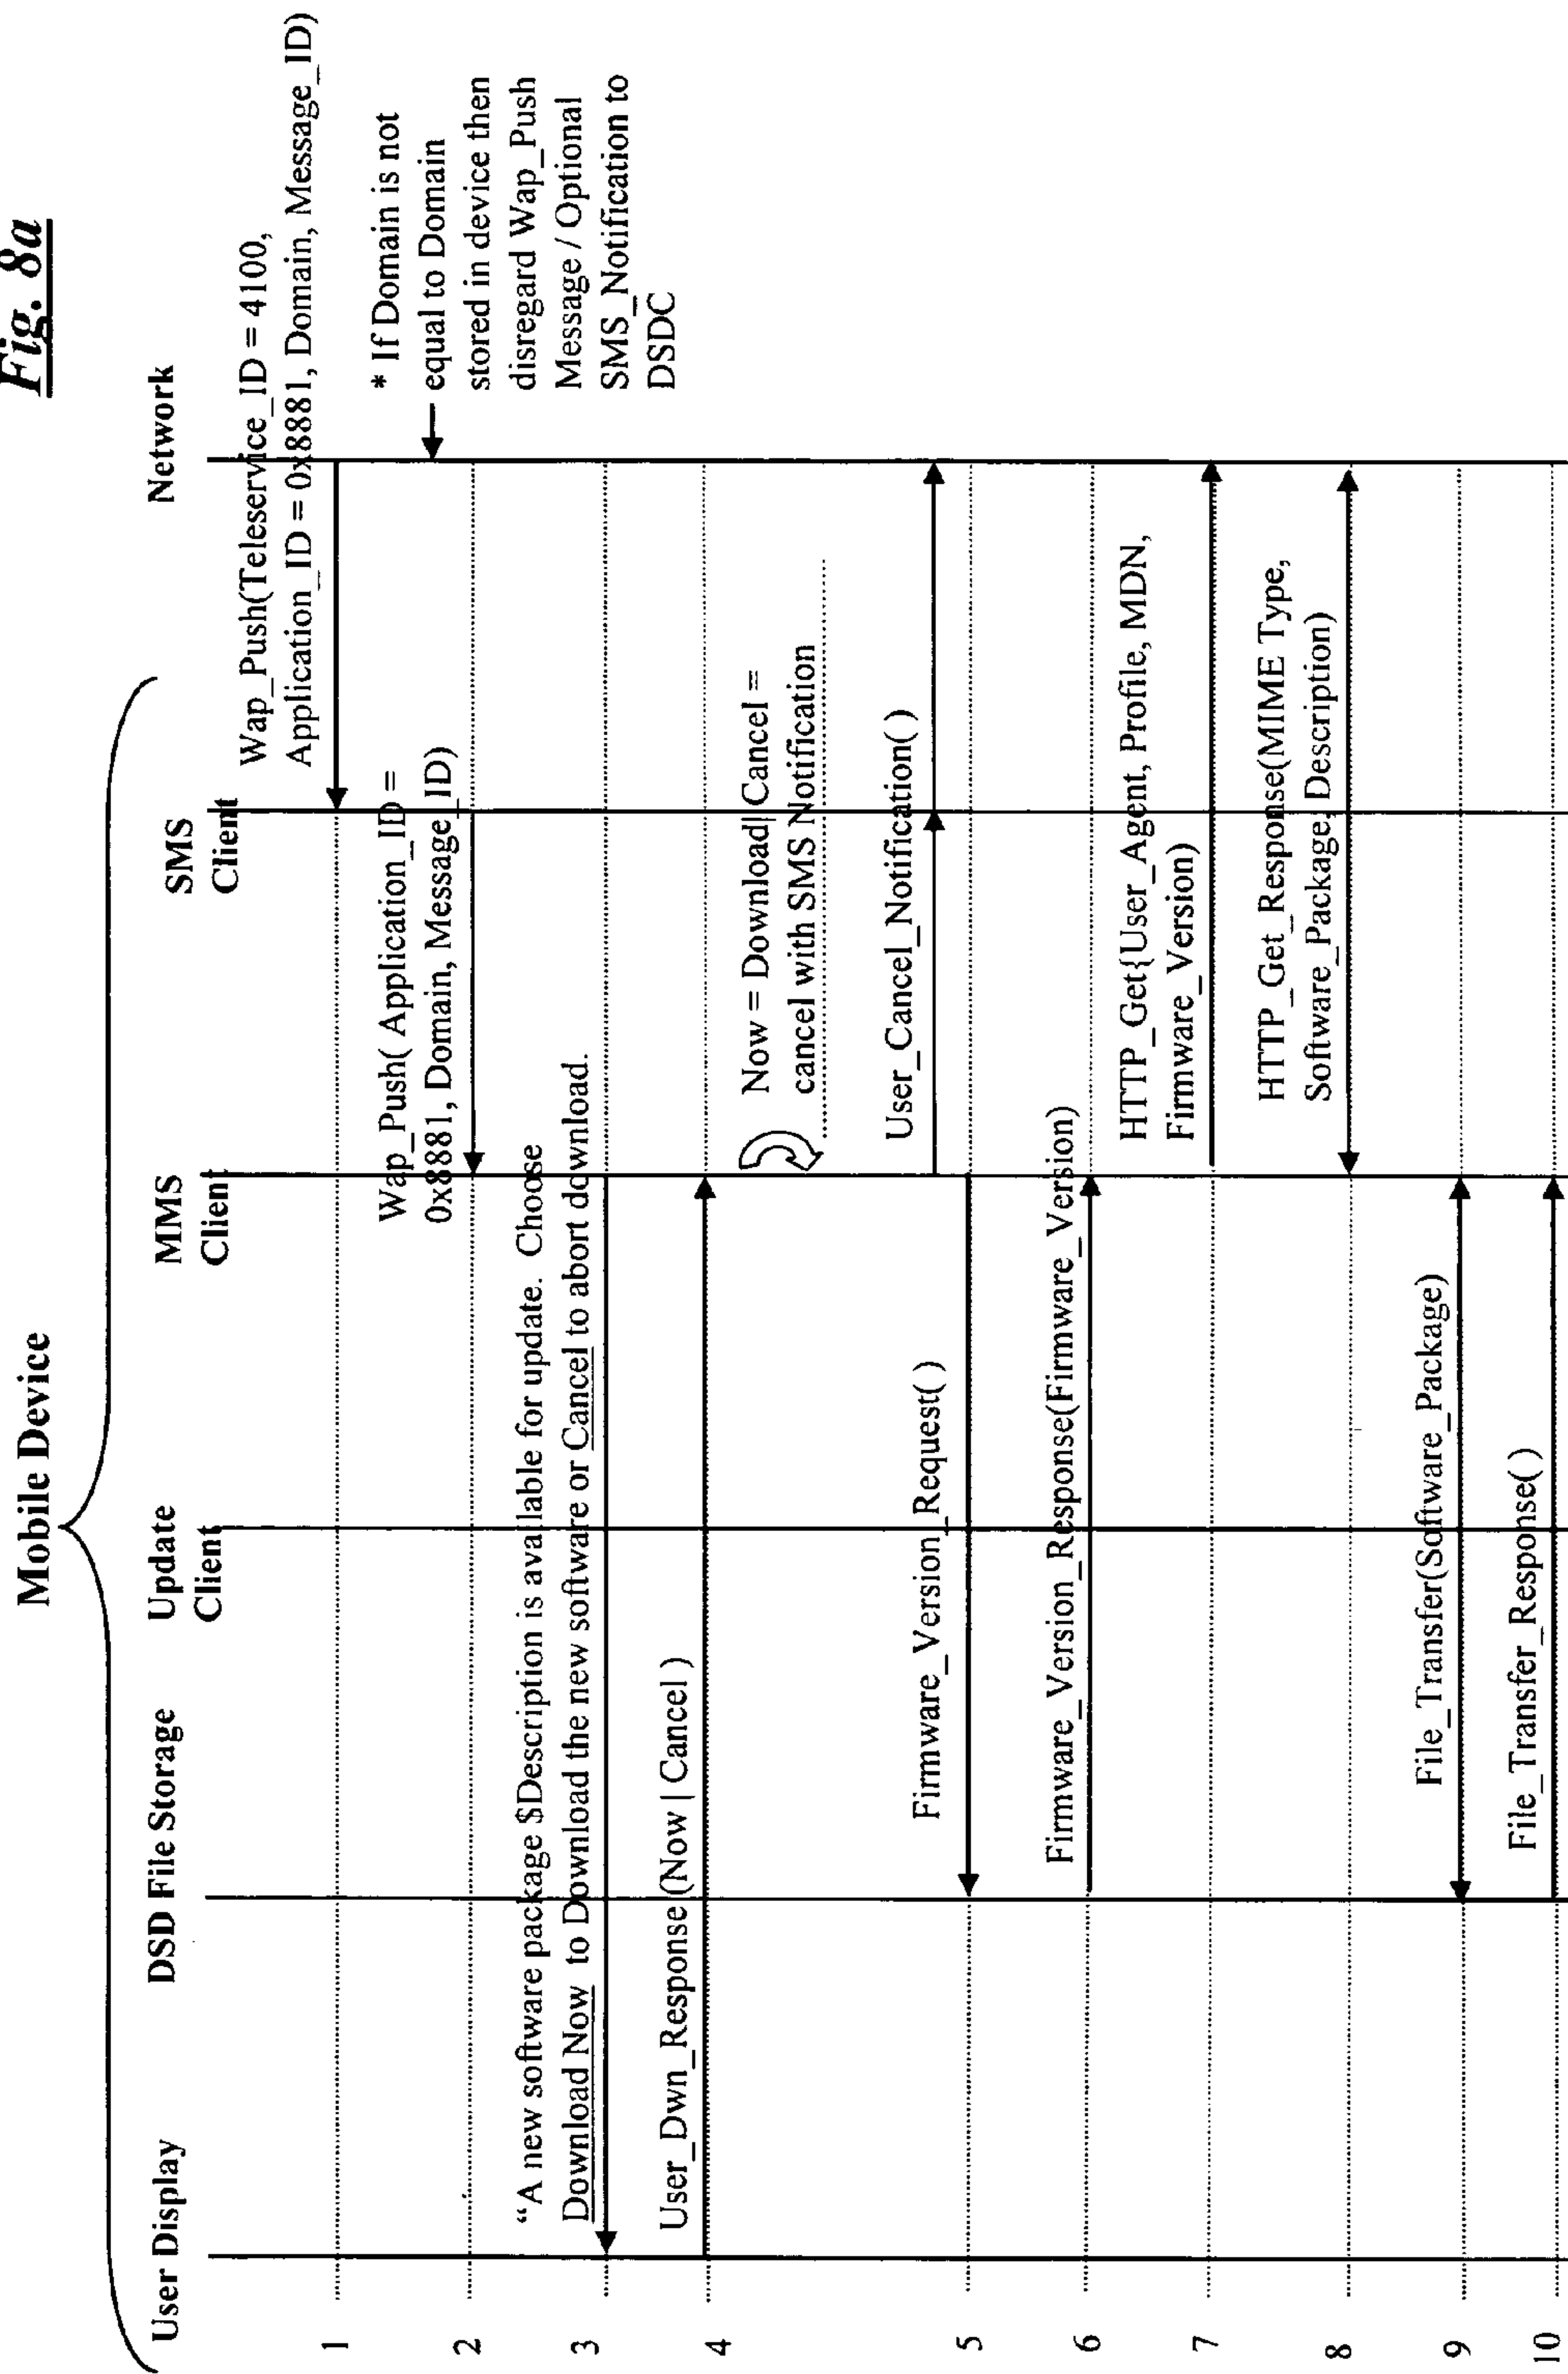 Fig. 8a
Mobile Device
User Display
DSD File Storage
Update
Client
MMS
Client
SMS
Client
Network
1
Wap_Push(Teleservice_ID = 4100,
Application_ID = 0x8881, Domain, Message_ID)
* If Domain is not
equal to Domain
stored in device then
disregard Wap_Push
Message / Optional
SMS_Notification to
DSDC
2
Wap_Push( Application_ID =
0x8881, Domain, Message_ID)
3
“A new software package $Description is available for update. Choose
Download Now to Download the new software or Cancel to abort download.
4
User_Dwn_Response (Now | Cancel )
Now = Download| Cancel =
cancel with SMS Notification
User_Cancel_Notification( )
5
Firmware_Version_Request( )
6
Firmware_Version_Response(Firmware_Version)
7
HTTP_Get{User_Agent, Profile, MDN,
Firmware_Version)
8
HTTP_Get_Response(MIME Type,
Software_Package, Description)
9
File_Transfer(Software_Package)
10
File_Transfer_Response( )